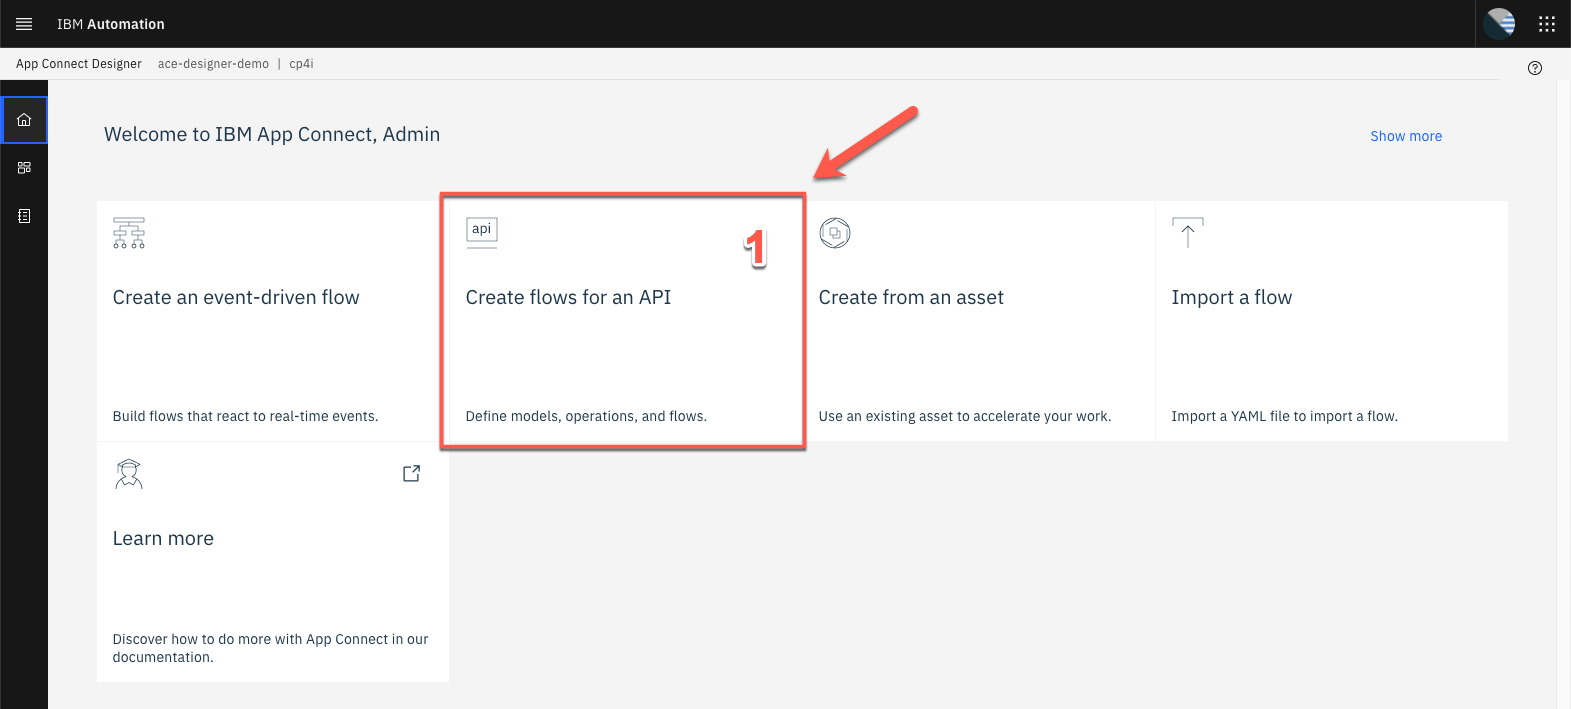 IBM Automation
App Connect Designer ace-designer-demo | cp4i
Welcome to IBM App Connect, Admin
Show more
api
1
Create an event-driven flow
Create flows for an API
Create from an asset
Import a flow
Build flows that react to real-time events.
Define models, operations, and flows.
Use an existing asset to accelerate your work.
Import a YAML file to import a flow.
Learn more
Discover how to do more with App Connect in our
documentation.